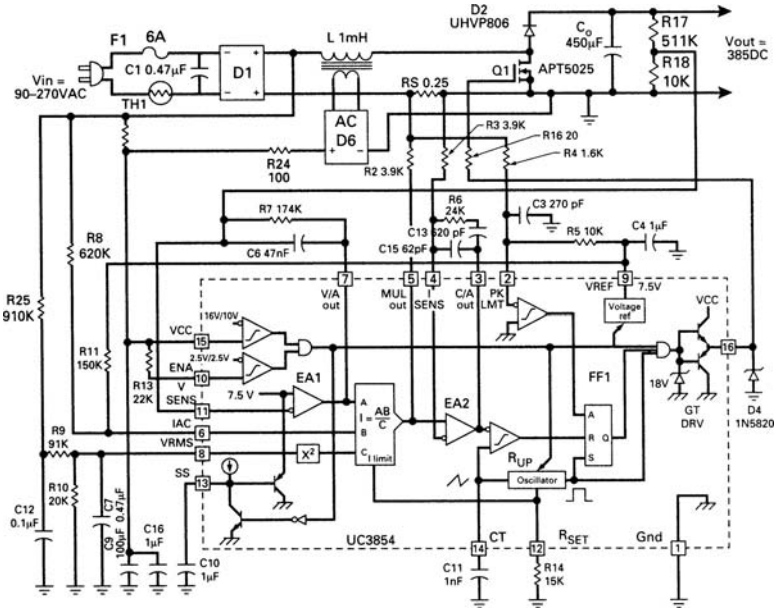 D2
UHVP806
F1 6A
L 1mH
Co
450µF
R17
511K
Vout =
385DC
C1 0.47µF
D1
Q1
APT5025
R18
10K
Vin =
90–270VAC
TH1
RS 0.25
AC
D6
+ –
R3 3.9K
R16 20
R4 1.6K
R24
100
R2 3.9K
R6
24K
C3 270 pF
R7 174K
C13 620 pF
C4 1µF
R8
620K
C6 47nF
C15 62pF
R5 10K
R25
910K
7
5
4
3
2
9
7.5V
V/A
out
MUL
out
I
SENS
C/A
out
PK
LMT
VREF
VCC
16V/10V
Voltage
ref
VCC
15
R11
150K
2.5V/2.5V
16
ENA
10
R13
22K
V
SENS
11
7.5 V
EA1
EA2
FF1
18V
GT
DRV
D4
1N5820
IAC
6
A
B
C
I = AB/C
I limit
A
R
S
Q
R9
91K
VRMS
8
X²
RUP
Oscillator
SS
13
R10
20K
C7
0.47µF
C9
100µF
C12
0.1µF
C16
1µF
C10
1µF
UC3854
14
CT
12
RSET
Gnd
1
C11
1nF
R14
15K